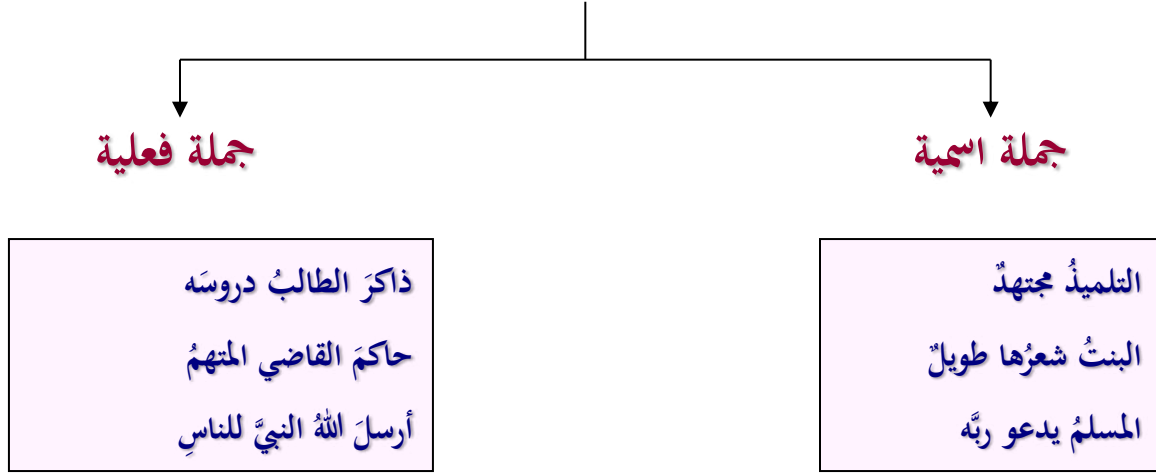 جملة اسمية
جملة فعلية
التلميذُ مجتهدٌ
البنتُ شعرُها طويلٌ
المسلمُ يدعو ربَّه
ذاكرَ الطالبُ دروسَه
حاكمَ القاضي المتهمُ
أرسلَ اللهُ النبيَّ للناسِ